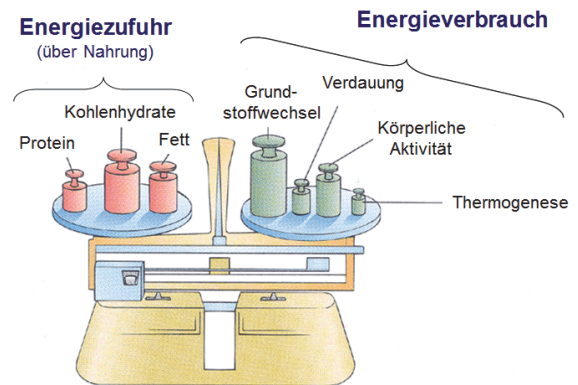 Energiezufuhr
(über Nahrung)
Energieverbrauch
Protein
Kohlenhydrate
Fett
Grund-
stoffwechsel
Verdauung
Körperliche
Aktivität
Thermogenese